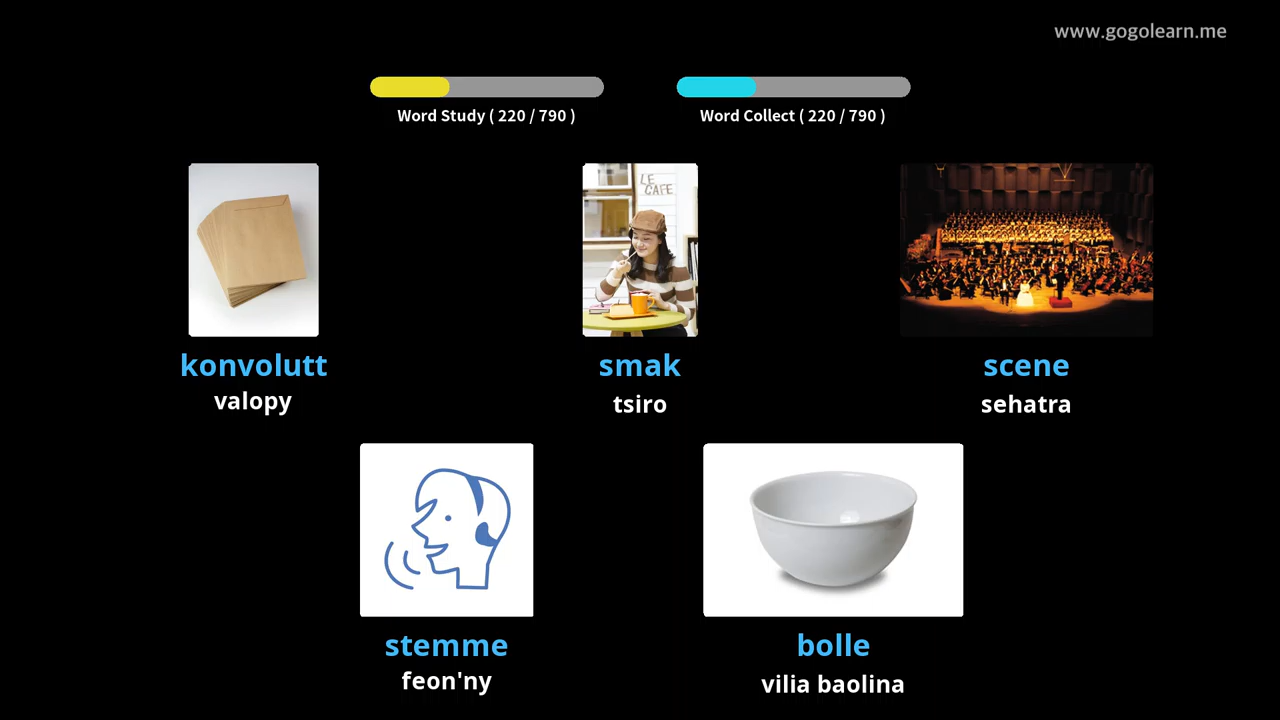 www.gogolearn.me
Word Study ( 220 / 790 )
Word Collect ( 220 / 790 )
LE CAFE
konvolutt
valopy
smak
tsiro
scene
sehatra
stemme
feon'ny
bolle
vilia baolina